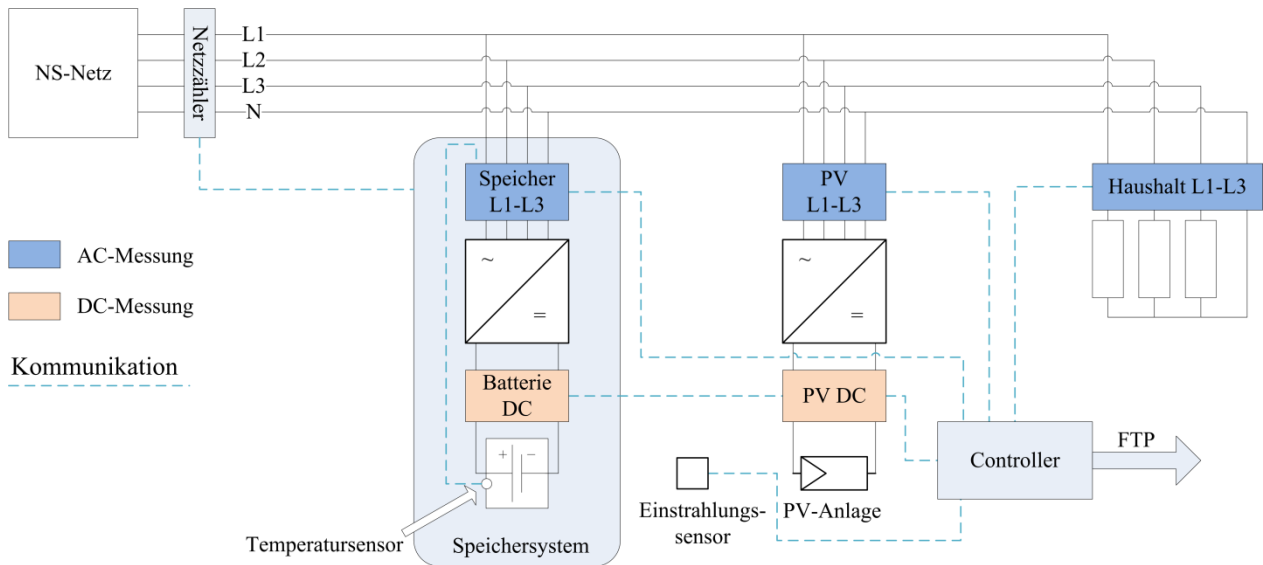 NS-Netz
Netzzähler
L1
L2
L3
N
Speicher
L1-L3
PV
L1-L3
Haushalt L1-L3
AC-Messung
DC-Messung
Kommunikation
~
=
~
=
Batterie
DC
PV DC
+
−
Controller
FTP
Einstrahlungs-
sensor
PV-Anlage
Temperatursensor
Speichersystem